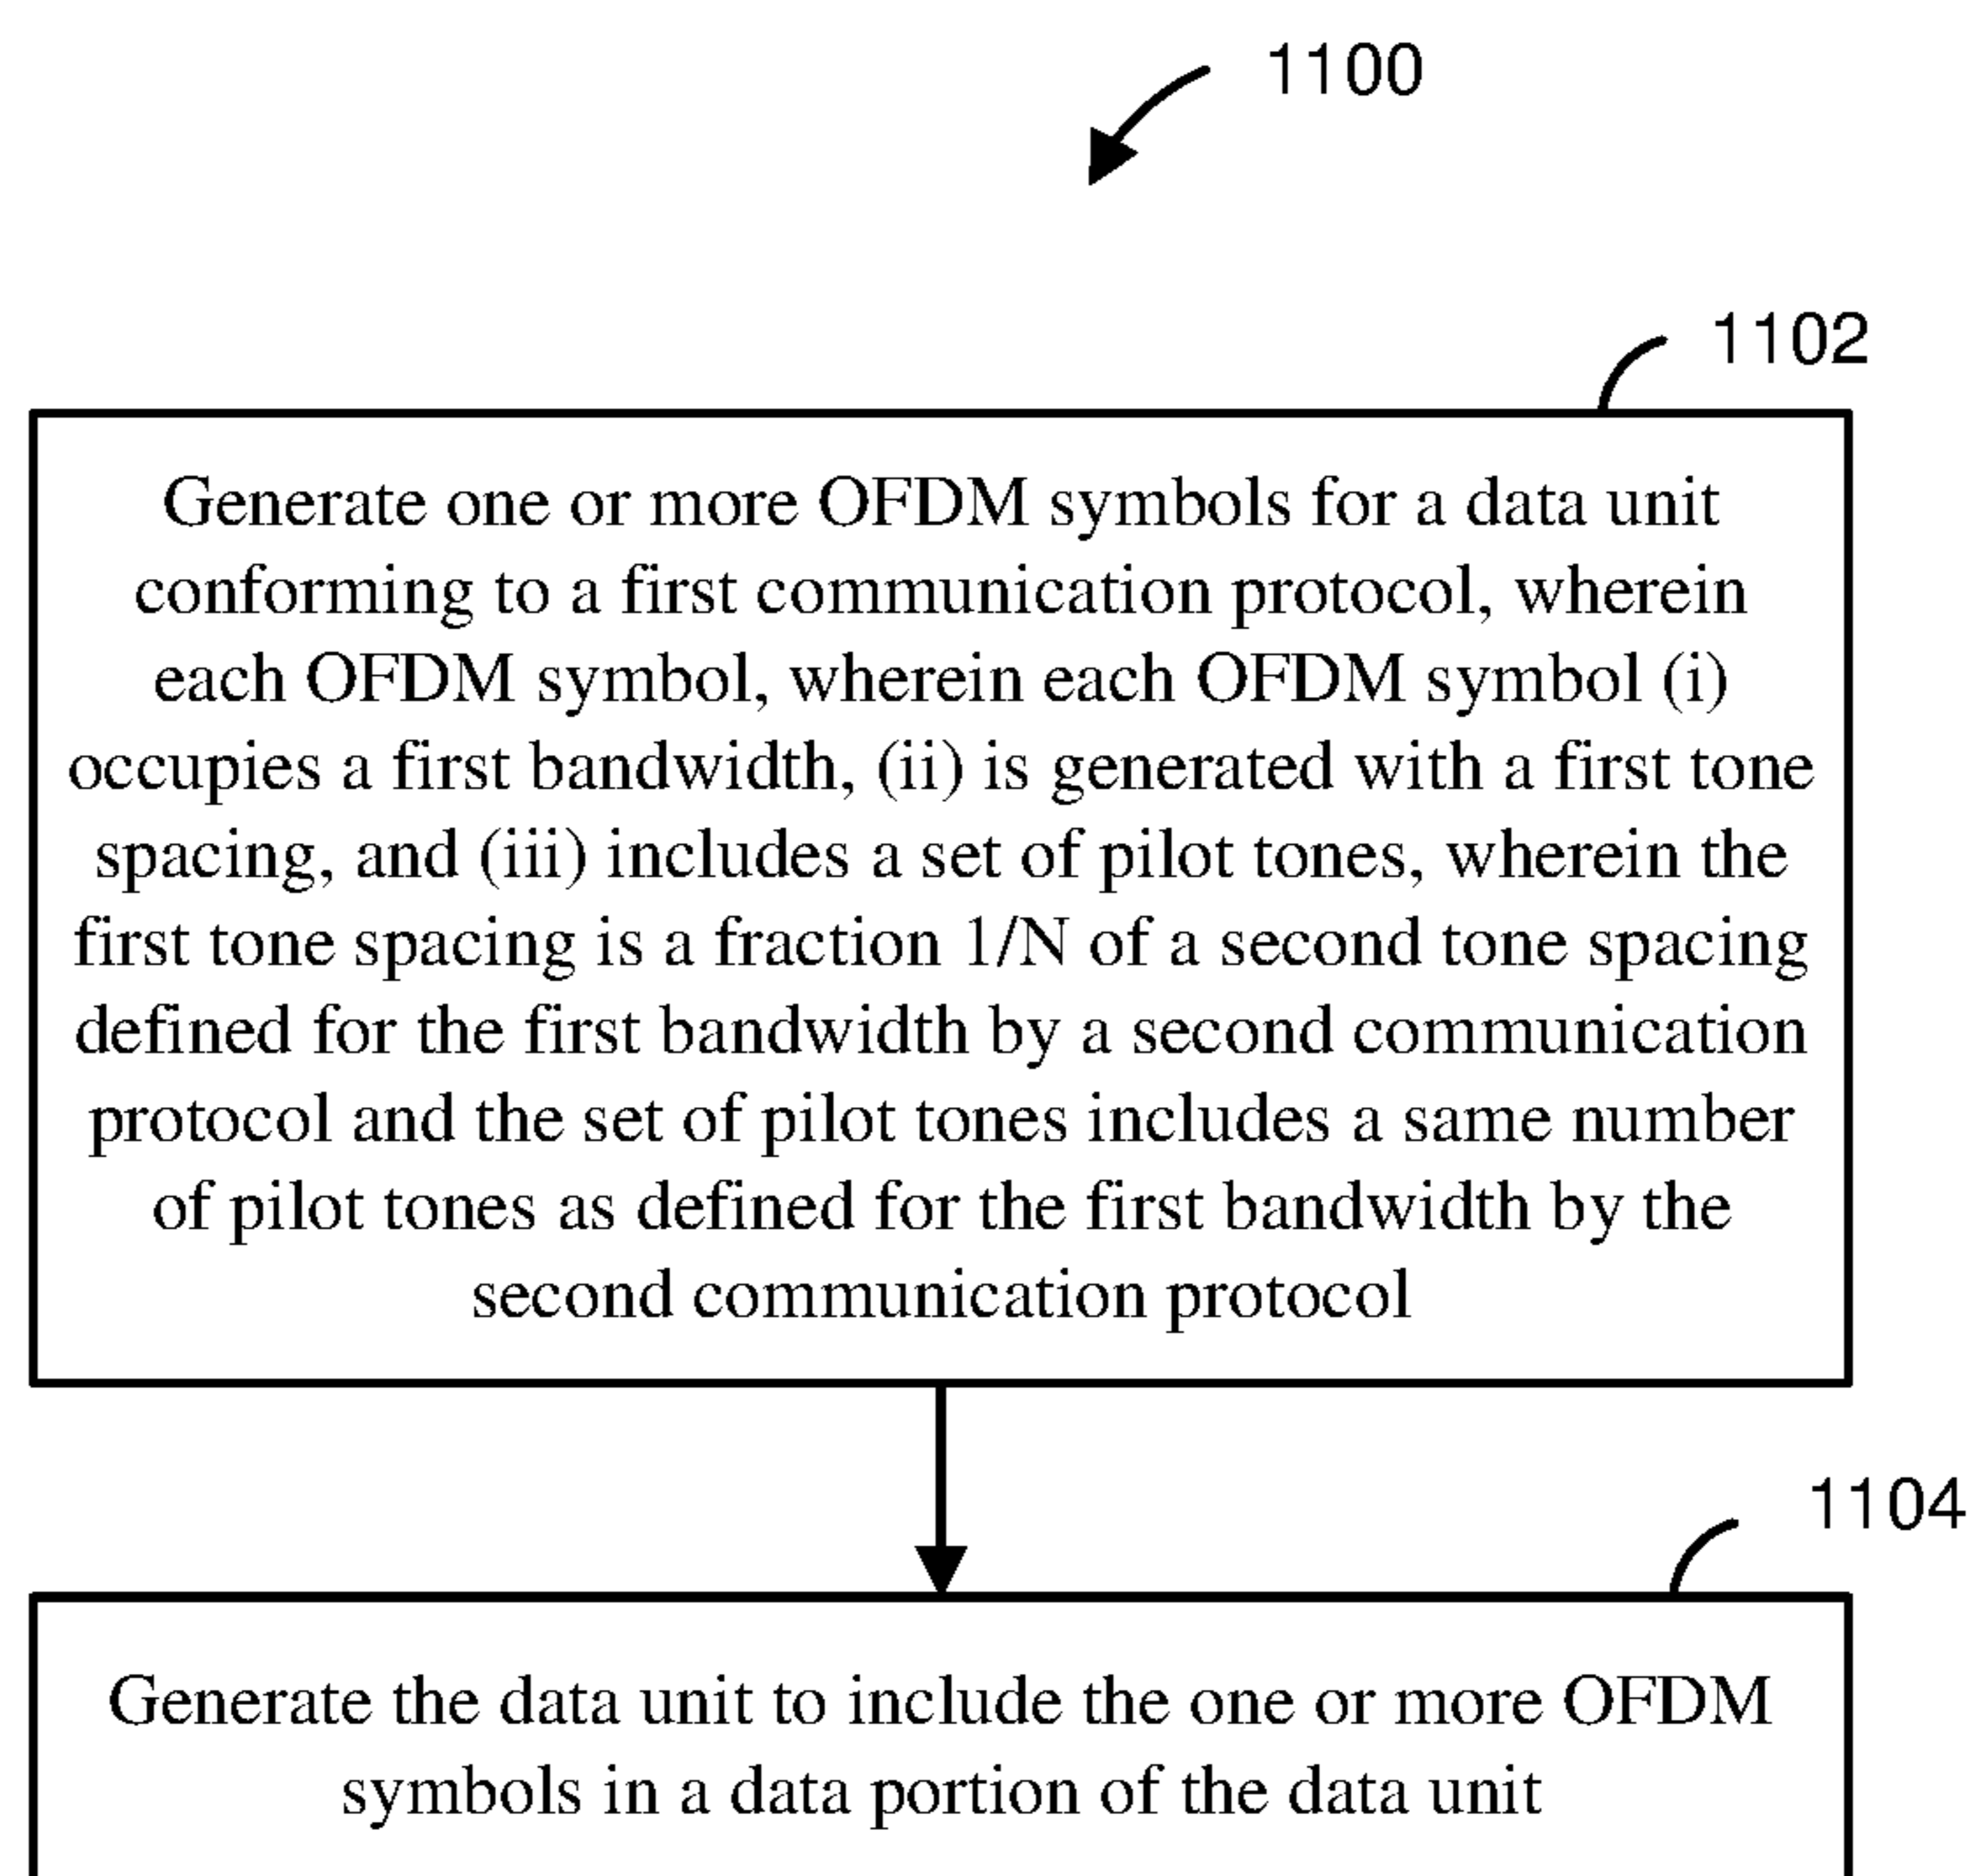 1100
1102
Generate one or more OFDM symbols for a data unit
conforming to a first communication protocol, wherein
each OFDM symbol, wherein each OFDM symbol (i)
occupies a first bandwidth, (ii) is generated with a first tone
spacing, and (iii) includes a set of pilot tones, wherein the
first tone spacing is a fraction 1/N of a second tone spacing
defined for the first bandwidth by a second communication
protocol and the set of pilot tones includes a same number
of pilot tones as defined for the first bandwidth by the
second communication protocol
1104
Generate the data unit to include the one or more OFDM
symbols in a data portion of the data unit